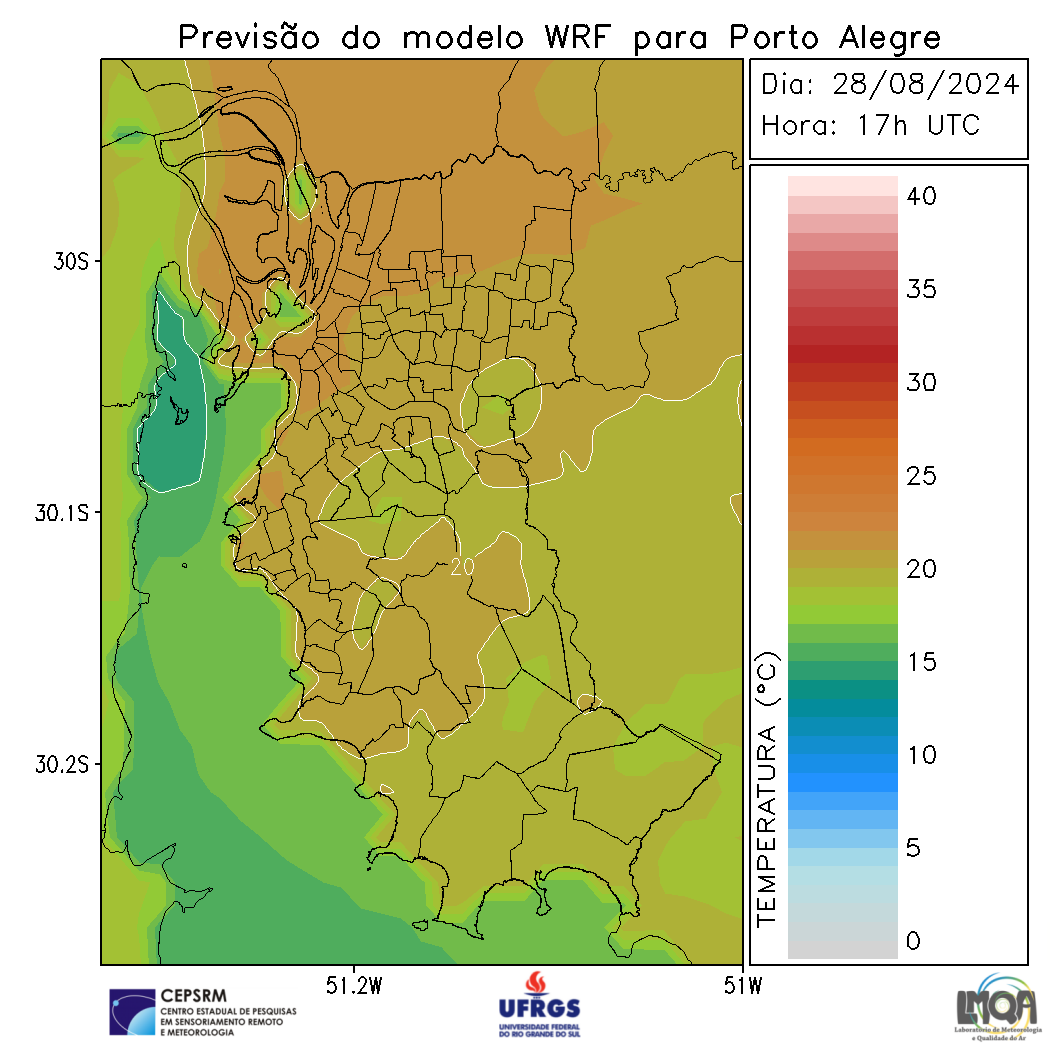 Previsão do modelo WRF para Porto Alegre
Dia: 28/08/2024
Hora: 17h UTC
30S
30.1S
30.2S
51.2W
51W
20
TEMPERATURA (°C)
40
35
30
25
20
15
10
5
0
CEPSRM
CENTRO ESTADUAL DE PESQUISAS
EM SENSORIAMENTO REMOTO
E METEOROLOGIA
UFRGS
UNIVERSIDADE FEDERAL
DO RIO GRANDE DO SUL
LMQA
Laboratório de Meteorologia
e Qualidade do Ar